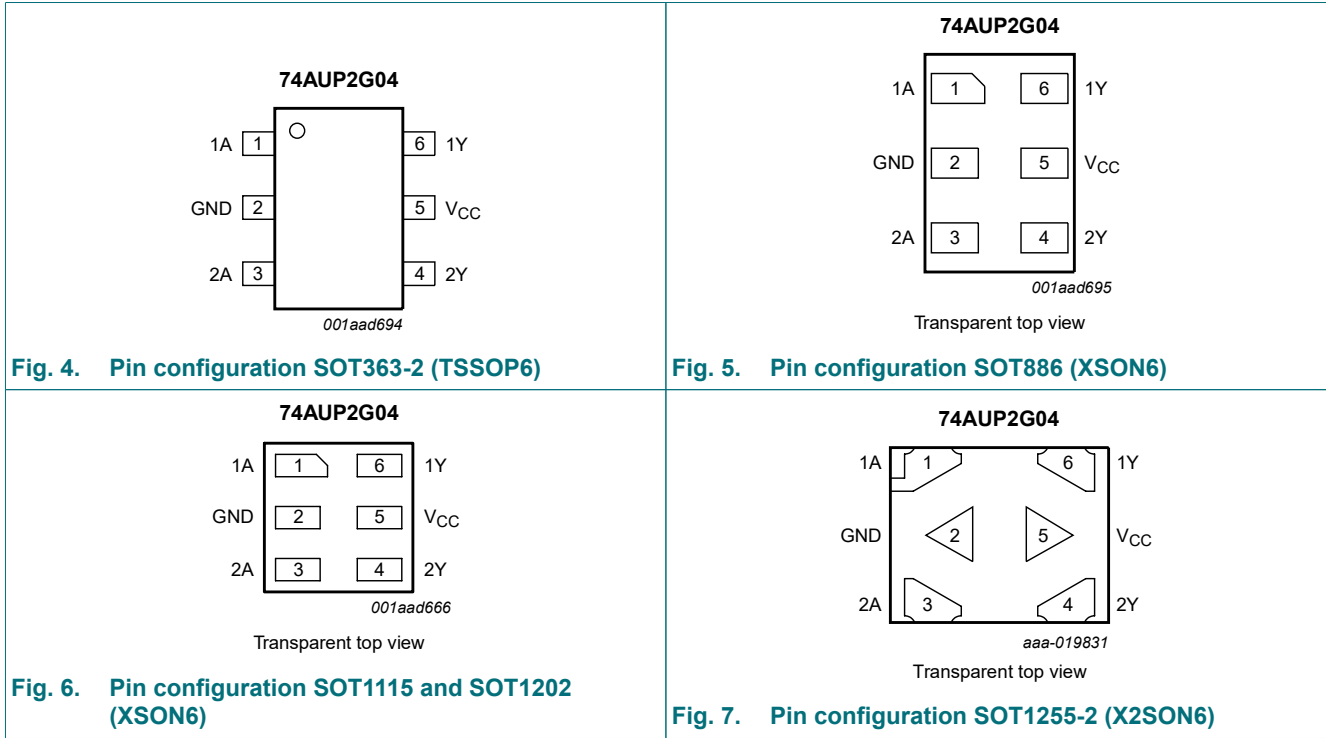 74AUP2G04
1A 1 6 1Y
GND 2 5 VCC
2A 3 4 2Y
001aad694
Fig. 4. Pin configuration SOT363-2 (TSSOP6)
74AUP2G04
1A 1 6 1Y
GND 2 5 VCC
2A 3 4 2Y
001aad695
Transparent top view
Fig. 5. Pin configuration SOT886 (XSON6)
74AUP2G04
1A 1 6 1Y
GND 2 5 VCC
2A 3 4 2Y
001aad666
Transparent top view
Fig. 6. Pin configuration SOT1115 and SOT1202
(XSON6)
74AUP2G04
1A 1 6 1Y
GND 2 5 VCC
2A 3 4 2Y
aaa-019831
Transparent top view
Fig. 7. Pin configuration SOT1255-2 (X2SON6)